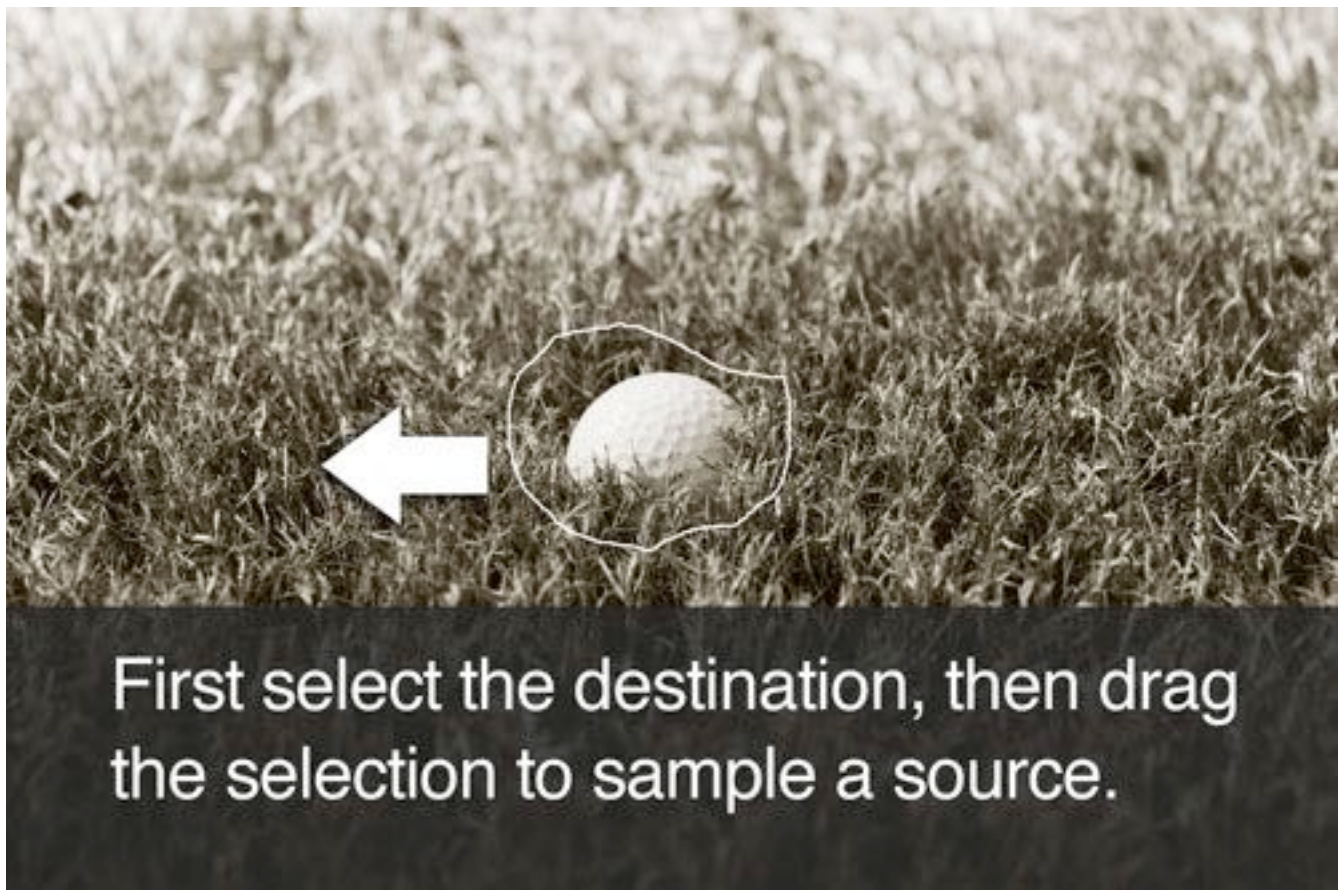 First select the destination, then drag
the selection to sample a source.